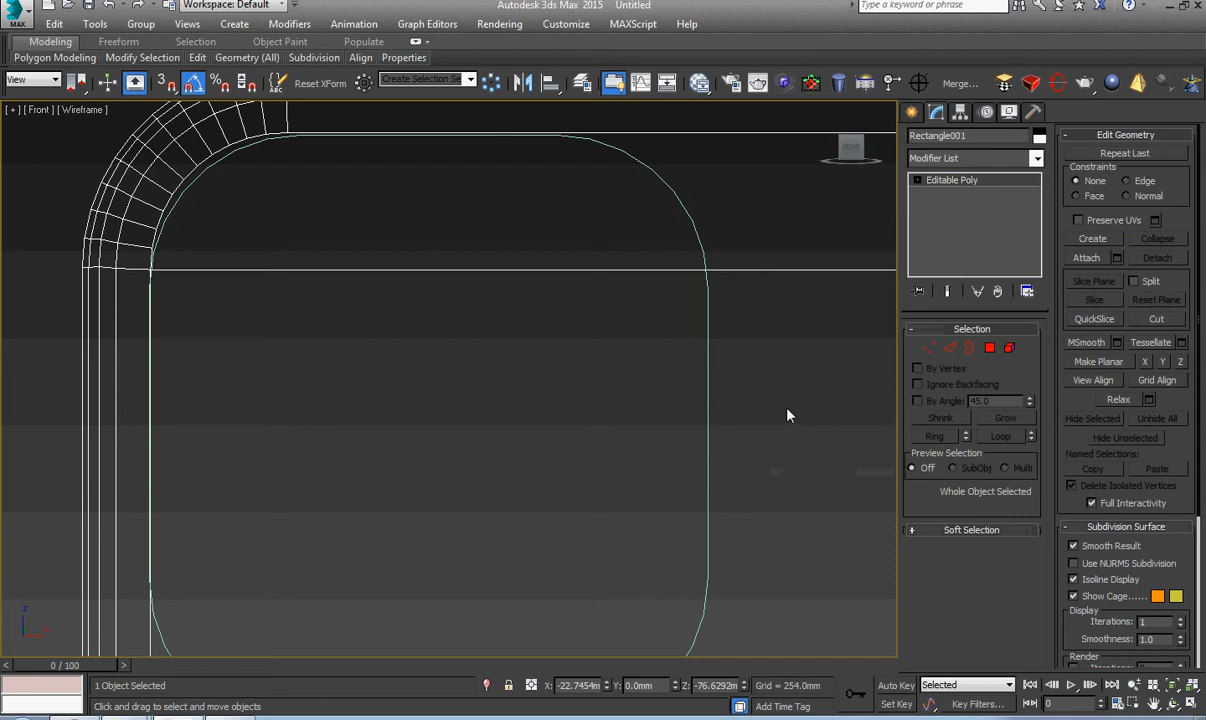 Workspace: Default
Autodesk 3ds Max 2015 Untitled
Type a keyword or phrase
MAX
Edit Tools Group Views Create Modifiers Animation Graph Editors Rendering Customize MAXScript Help
Modeling Freeform Selection Object Paint Populate
Polygon Modeling Modify Selection Edit Geometry (All) Subdivision Align Properties
View 3 % ABC Reset XForm Create Selection Se Merge...
[ + ] [ Front ] [ Wireframe ]
FRONT
Rectangle001
Modifier List
Editable Poly
Selection
By Vertex
Ignore Backfacing
By Angle: 45.0
Shrink Grow
Ring Loop
Preview Selection
Off SubObj Multi
Whole Object Selected
+ Soft Selection
- Edit Geometry
Repeat Last
Constraints
None Edge
Face Normal
Preserve UVs
Create Collapse
Attach Detach
Slice Plane Split
Slice Reset Plane
QuickSlice Cut
MSmooth Tessellate
Make Planar X Y Z
View Align Grid Align
Relax
Hide Selected Unhide All
Hide Unselected
Named Selections:
Copy Paste
Delete Isolated Vertices
Full Interactivity
- Subdivision Surface
Smooth Result
Use NURMS Subdivision
Isoline Display
Show Cage......
Display
Iterations: 1
Smoothness: 1.0
Render
z
< 0 / 100 >
1 Object Selected X: -22.7454m Y: 0.0mm Z: -76.6292m Grid = 254.0mm Auto Key Selected
Click and drag to select and move objects Add Time Tag Set Key Key Filters... 0